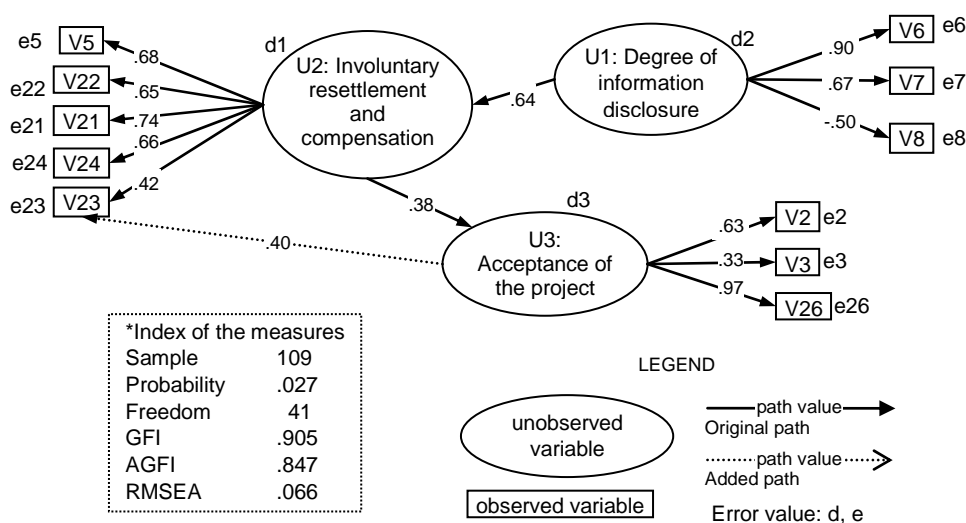 e5 V5
e22 V22
e21 V21
e24 V24
e23 V23
.68
.65
.74
.66
.42
d1
U2: Involuntary
resettlement
and
compensation
.64
d2
U1: Degree of
information
disclosure
.90
.67
-.50
V6 e6
V7 e7
V8 e8
.38
.40
d3
U3:
Acceptance of
the project
.63
.33
.97
V2 e2
V3 e3
V26 e26
*Index of the measures
Sample 109
Probability .027
Freedom 41
GFI .905
AGFI .847
RMSEA .066
LEGEND
unobserved
variable
observed variable
path value
Original path
path value
Added path
Error value: d, e